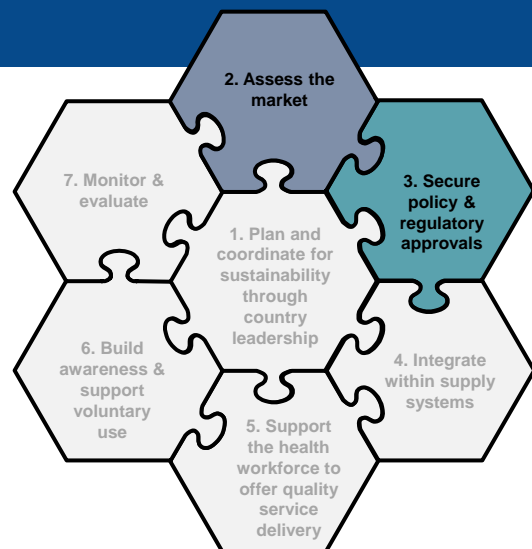 2. Assess the
market
3. Secure
policy &
regulatory
approvals
7. Monitor &
evaluate
1. Plan and
coordinate for
sustainability
through
country
leadership
4. Integrate
within supply
systems
6. Build
awareness &
support
voluntary
use
5. Support
the health
workforce to
offer quality
service
delivery